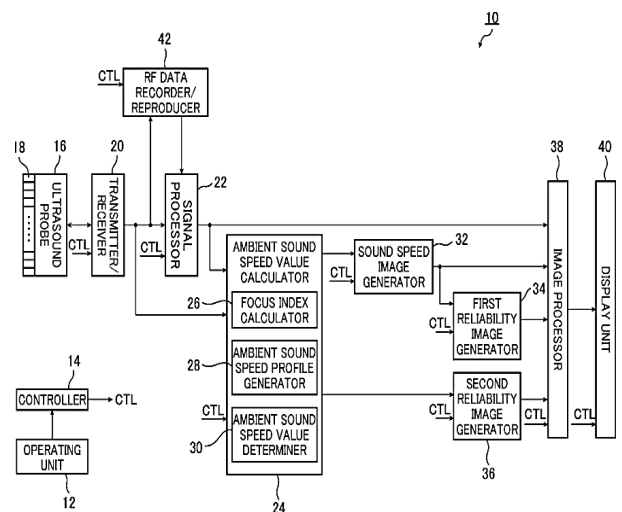 10
42
CTL
RF DATA
RECORDER/
REPRODUCER
18
16
20
22
38
40
ULTRASOUND
PROBE
CTL
TRANSMITTER/
RECEIVER
CTL
SIGNAL
PROCESSOR
AMBIENT SOUND
SPEED VALUE
CALCULATOR
26
FOCUS INDEX
CALCULATOR
28
AMBIENT SOUND
SPEED PROFILE
GENERATOR
CTL
30
AMBIENT SOUND
SPEED VALUE
DETERMINER
24
32
CTL
SOUND SPEED
IMAGE
GENERATOR
34
CTL
FIRST
RELIABILITY
IMAGE
GENERATOR
CTL
SECOND
RELIABILITY
IMAGE
GENERATOR
36
CTL
IMAGE PROCESSOR
CTL
DISPLAY UNIT
14
CONTROLLER
CTL
OPERATING
UNIT
12